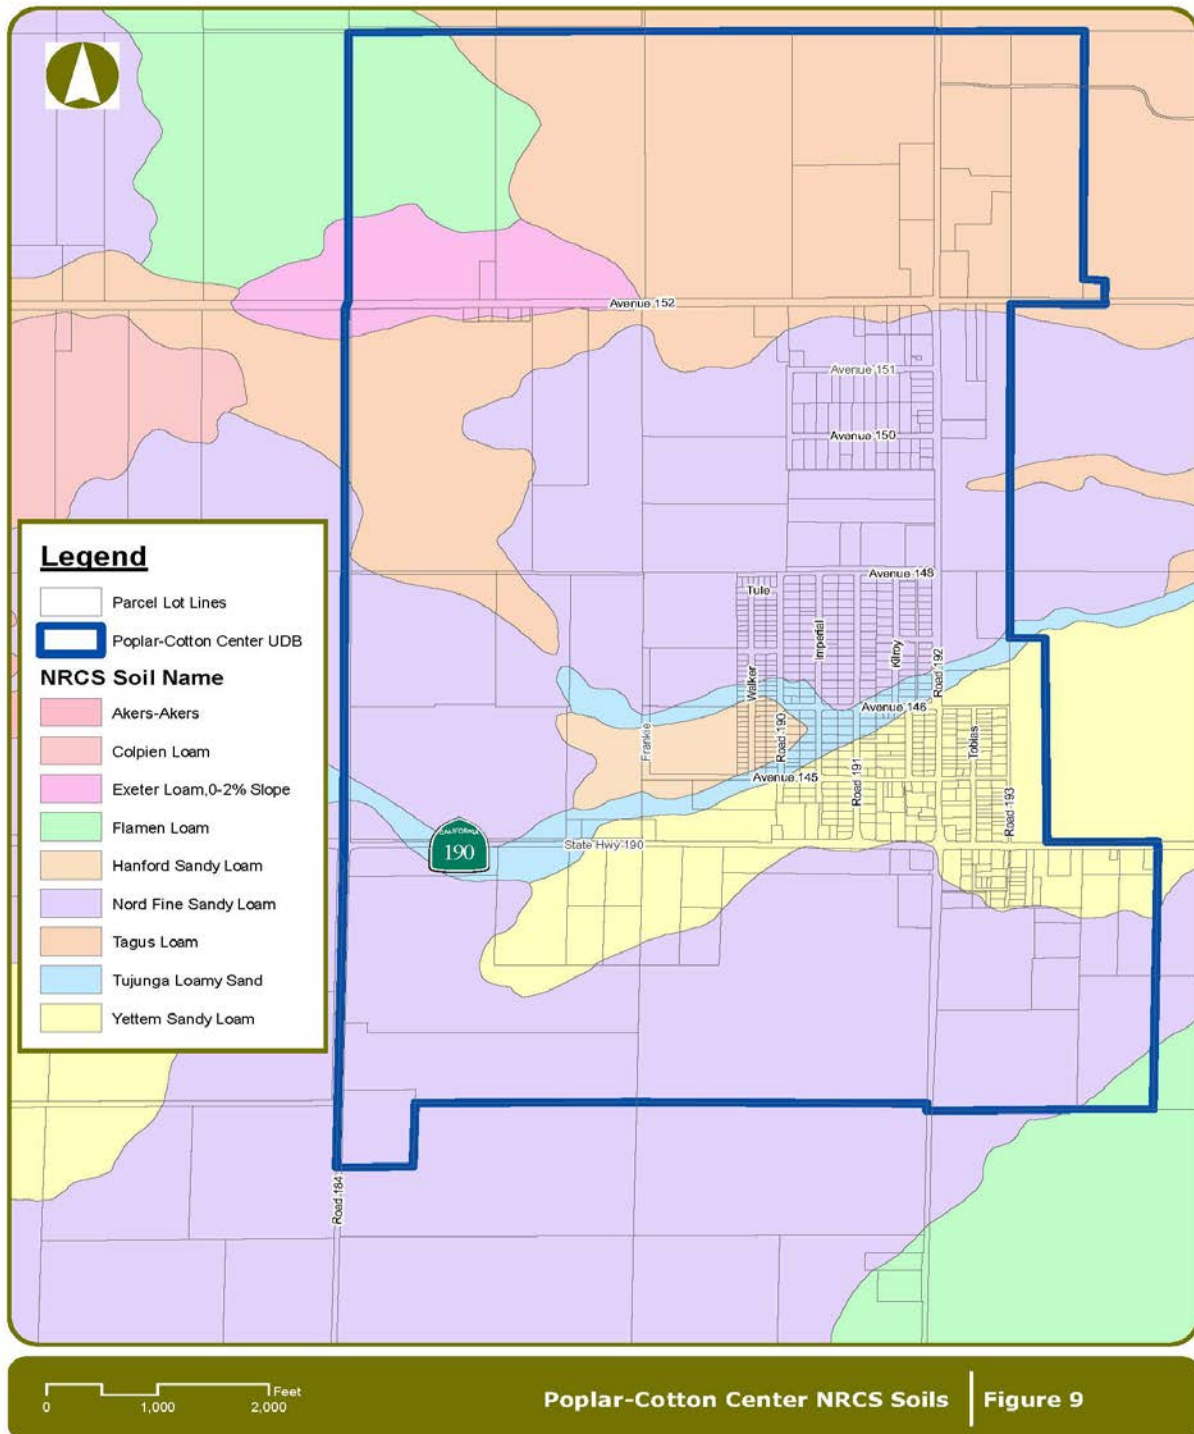 Avenue 152
Avenue 151
Avenue 150
Avenue 148
Tule
Imperial
Kilroy
Road 192
Walker
Avenue 146
Road 190
Frankie
Tobias
Avenue 145
Road 191
Road 193
CALIFORNIA
190
State Hwy 190
Road 184
Legend
Parcel Lot Lines
Poplar-Cotton Center UDB
NRCS Soil Name
Akers-Akers
Colpien Loam
Exeter Loam,0-2% Slope
Flamen Loam
Hanford Sandy Loam
Nord Fine Sandy Loam
Tagus Loam
Tujunga Loamy Sand
Yettem Sandy Loam
Feet
0 1,000 2,000
Poplar-Cotton Center NRCS Soils Figure 9